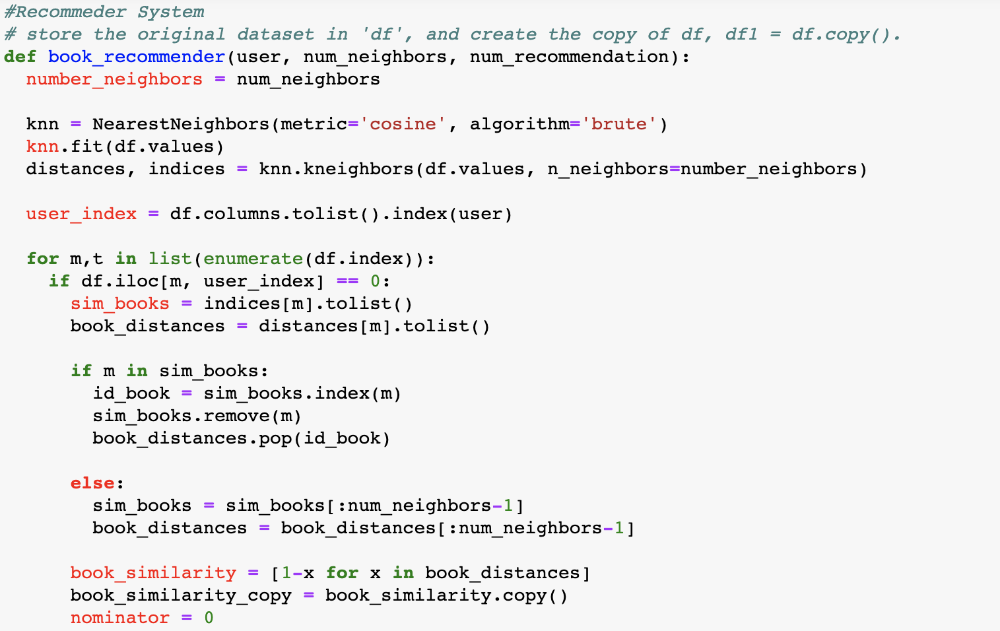 #Recommeder System
# store the original dataset in 'df', and create the copy of df, df1 = df.copy().
def book_recommender(user, num_neighbors, num_recommendation):
  number_neighbors = num_neighbors

  knn = NearestNeighbors(metric='cosine', algorithm='brute')
  knn.fit(df.values)
  distances, indices = knn.kneighbors(df.values, n_neighbors=number_neighbors)

  user_index = df.columns.tolist().index(user)

  for m,t in list(enumerate(df.index)):
    if df.iloc[m, user_index] == 0:
      sim_books = indices[m].tolist()
      book_distances = distances[m].tolist()

      if m in sim_books:
        id_book = sim_books.index(m)
        sim_books.remove(m)
        book_distances.pop(id_book)

      else:
        sim_books = sim_books[:num_neighbors-1]
        book_distances = book_distances[:num_neighbors-1]

      book_similarity = [1-x for x in book_distances]
      book_similarity_copy = book_similarity.copy()
      nominator = 0